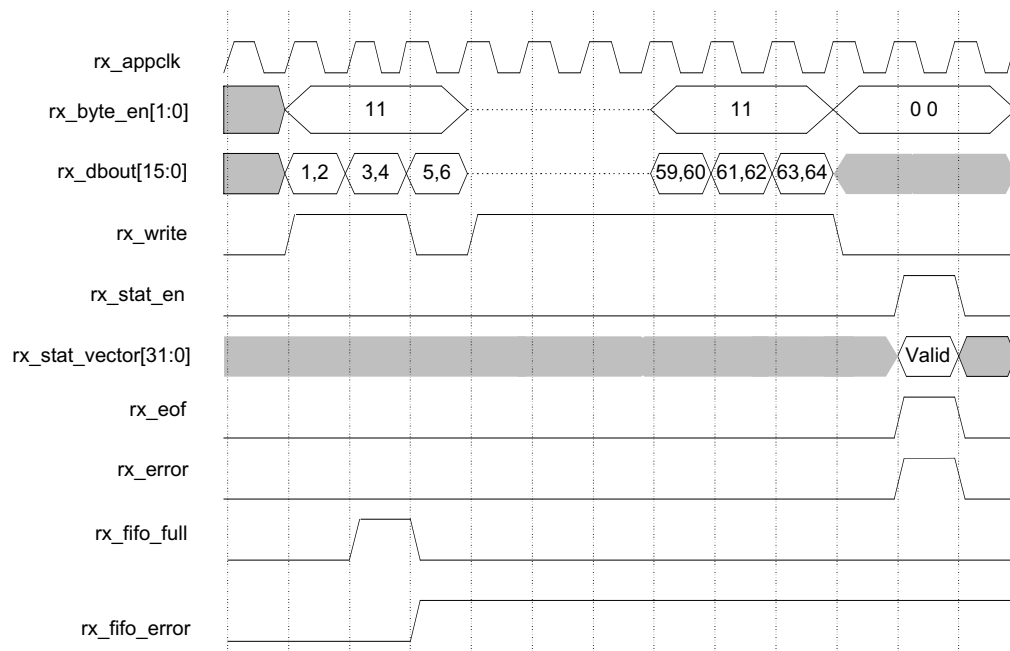 rx_appclk
rx_byte_en[1:0] 11 11 0 0
rx_dbout[15:0] 1,2 3,4 5,6 59,60 61,62 63,64
rx_write
rx_stat_en
rx_stat_vector[31:0] Valid
rx_eof
rx_error
rx_fifo_full
rx_fifo_error